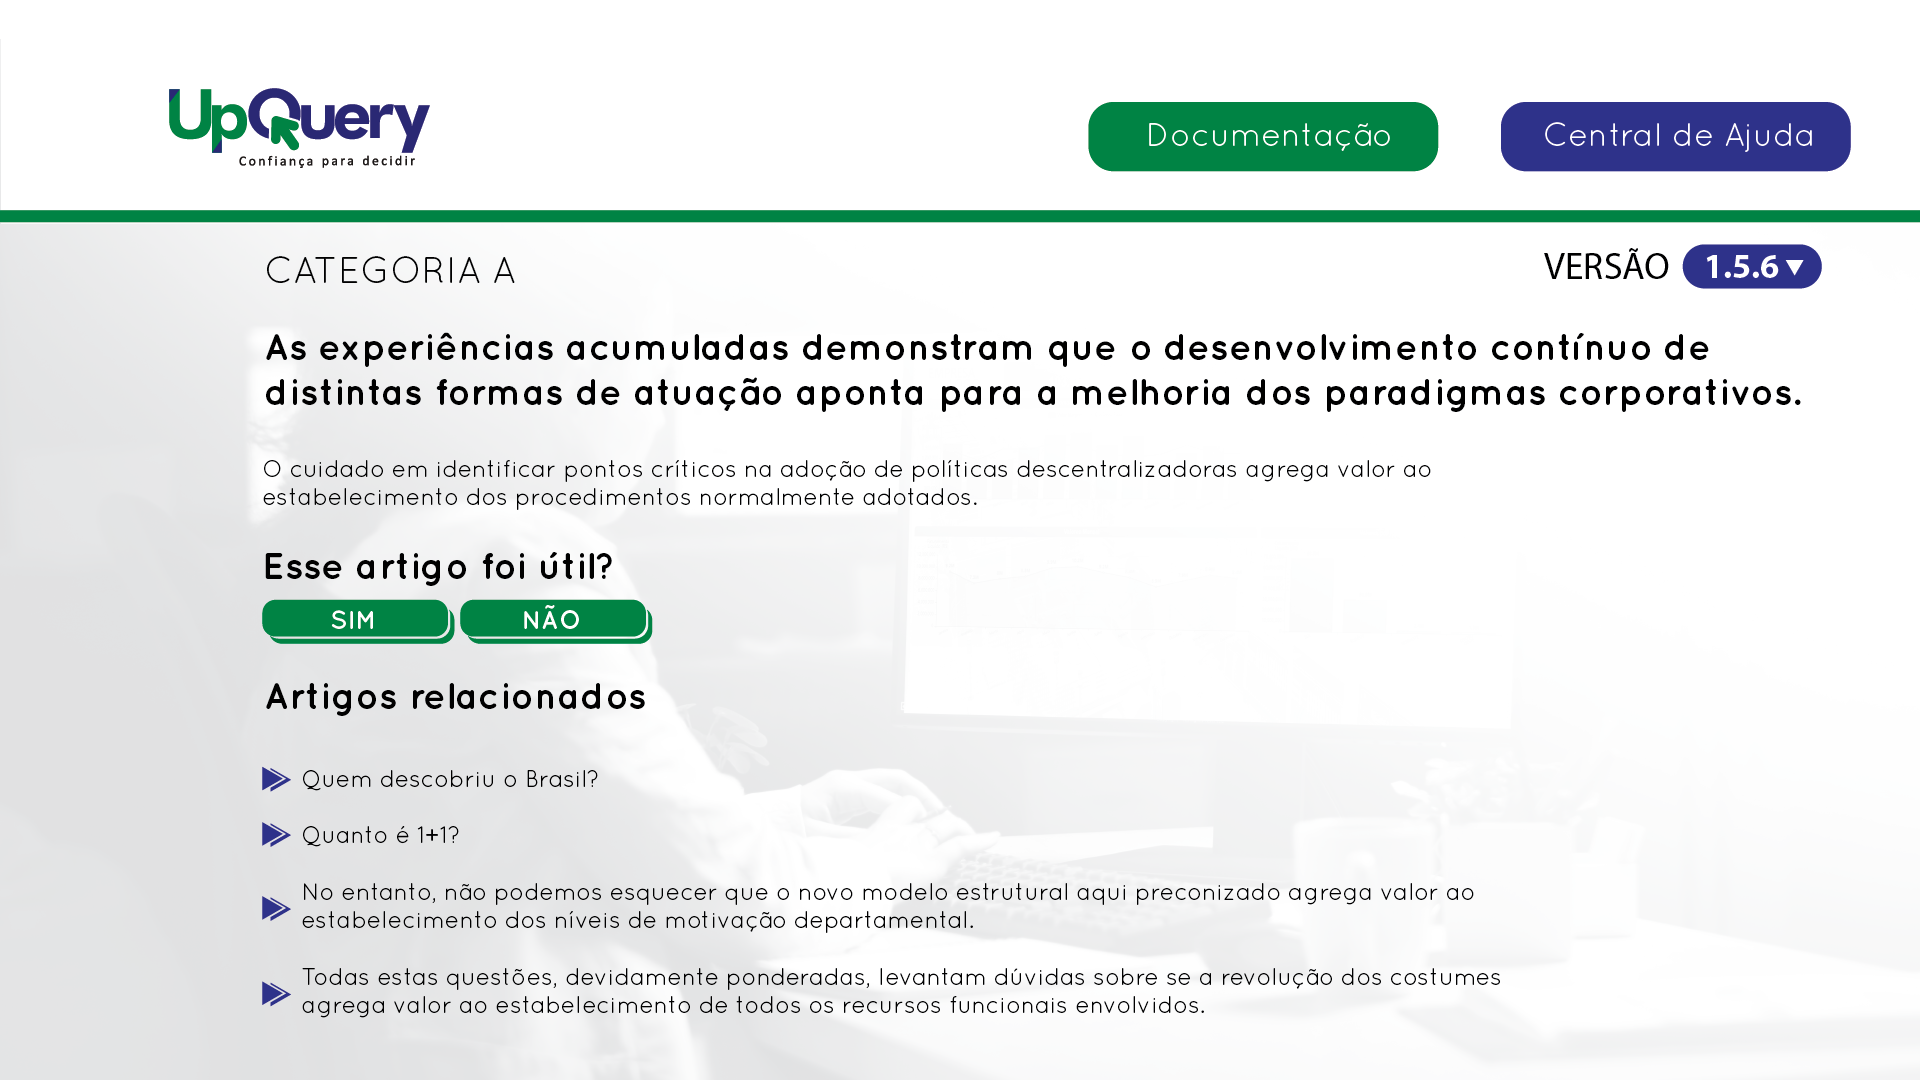 UpQuery
Confiança para decidir
Documentação
Central de Ajuda
CATEGORIA A
VERSÃO 1.5.6
As experiências acumuladas demonstram que o desenvolvimento contínuo de
distintas formas de atuação aponta para a melhoria dos paradigmas corporativos.
O cuidado em identificar pontos críticos na adoção de políticas descentralizadoras agrega valor ao
estabelecimento dos procedimentos normalmente adotados.
Esse artigo foi útil?
SIM
NÃO
Artigos relacionados
Quem descobriu o Brasil?
Quanto é 1+1?
No entanto, não podemos esquecer que o novo modelo estrutural aqui preconizado agrega valor ao
estabelecimento dos níveis de motivação departamental.
Todas estas questões, devidamente ponderadas, levantam dúvidas sobre se a revolução dos costumes
agrega valor ao estabelecimento de todos os recursos funcionais envolvidos.